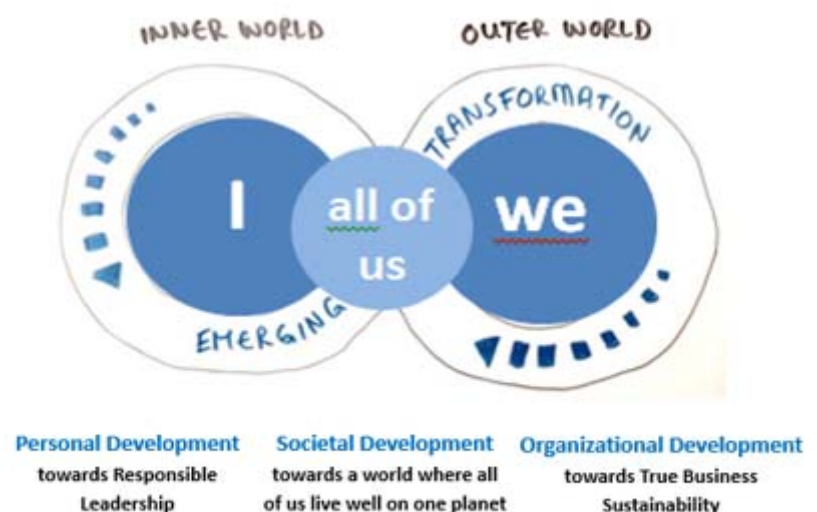 INNER WORLD
OUTER WORLD
TRANSFORMATION
I
all of
us
we
EMERGING
Personal Development
towards Responsible
Leadership
Societal Development
towards a world where all
of us live well on one planet
Organizational Development
towards True Business
Sustainability